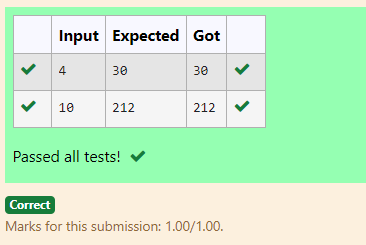 Input Expected Got
4 30 30
10 212 212
Passed all tests!
Correct
Marks for this submission: 1.00/1.00.